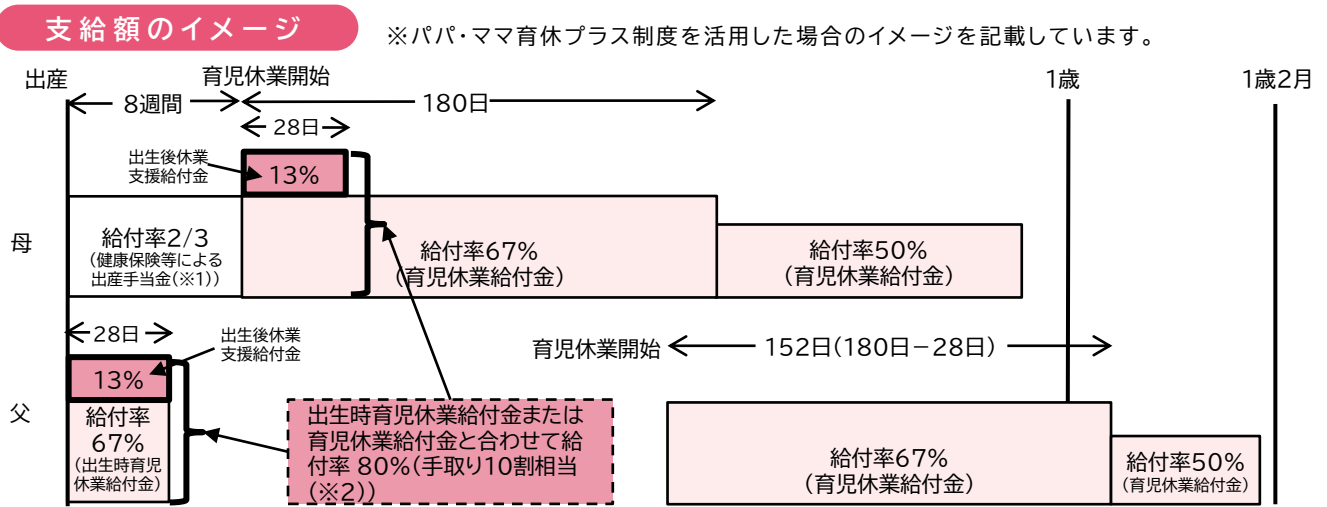 支給額のイメージ
※パパ・ママ育休プラス制度を活用した場合のイメージを記載しています。
出産
育児休業開始
1歳
1歳2月
8週間
180日
28日
出生後休業
支援給付金
13%
母
給付率2/3
(健康保険等による
出産手当金(※1))
給付率67%
(育児休業給付金)
給付率50%
(育児休業給付金)
28日
出生後休業
支援給付金
育児休業開始
152日(180日－28日)
13%
父
給付率
67%
(出生時育児
休業給付金)
出生時育児休業給付金または
育児休業給付金と合わせて給
付率 80%(手取り10割相当
(※2))
給付率67%
(育児休業給付金)
給付率50%
(育児休業給付金)